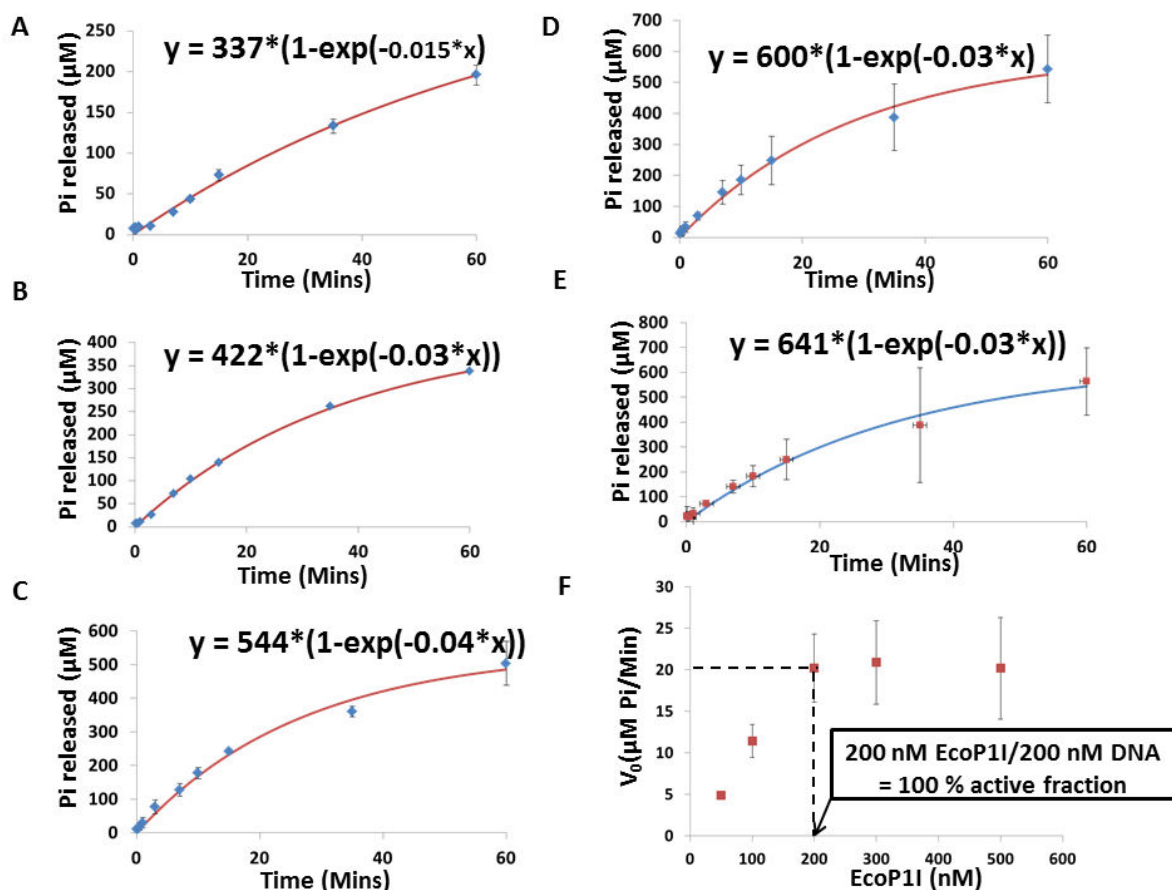 A
y = 337*(1-exp(-0.015*x)
Pi released (µM)
250
200
150
100
50
0
0
20
40
60
Time (Mins)
B
y = 422*(1-exp(-0.03*x))
Pi released (µM)
400
350
300
250
200
150
100
50
0
0
20
40
60
Time (Mins)
C
y = 544*(1-exp(-0.04*x))
Pi released (µM)
600
500
400
300
200
100
0
0
20
40
60
Time (Mins)
D
y = 600*(1-exp(-0.03*x)
Pi released (µM)
700
600
500
400
300
200
100
0
0
20
40
60
Time (Mins)
E
y = 641*(1-exp(-0.03*x))
Pi released (µM)
800
700
600
500
400
300
200
100
0
0
20
40
60
Time (Mins)
F
V0(µM Pi/Min)
30
25
20
15
10
5
0
200 nM EcoP1I/200 nM DNA
= 100 % active fraction
0
100
200
300
400
500
600
EcoP1I (nM)